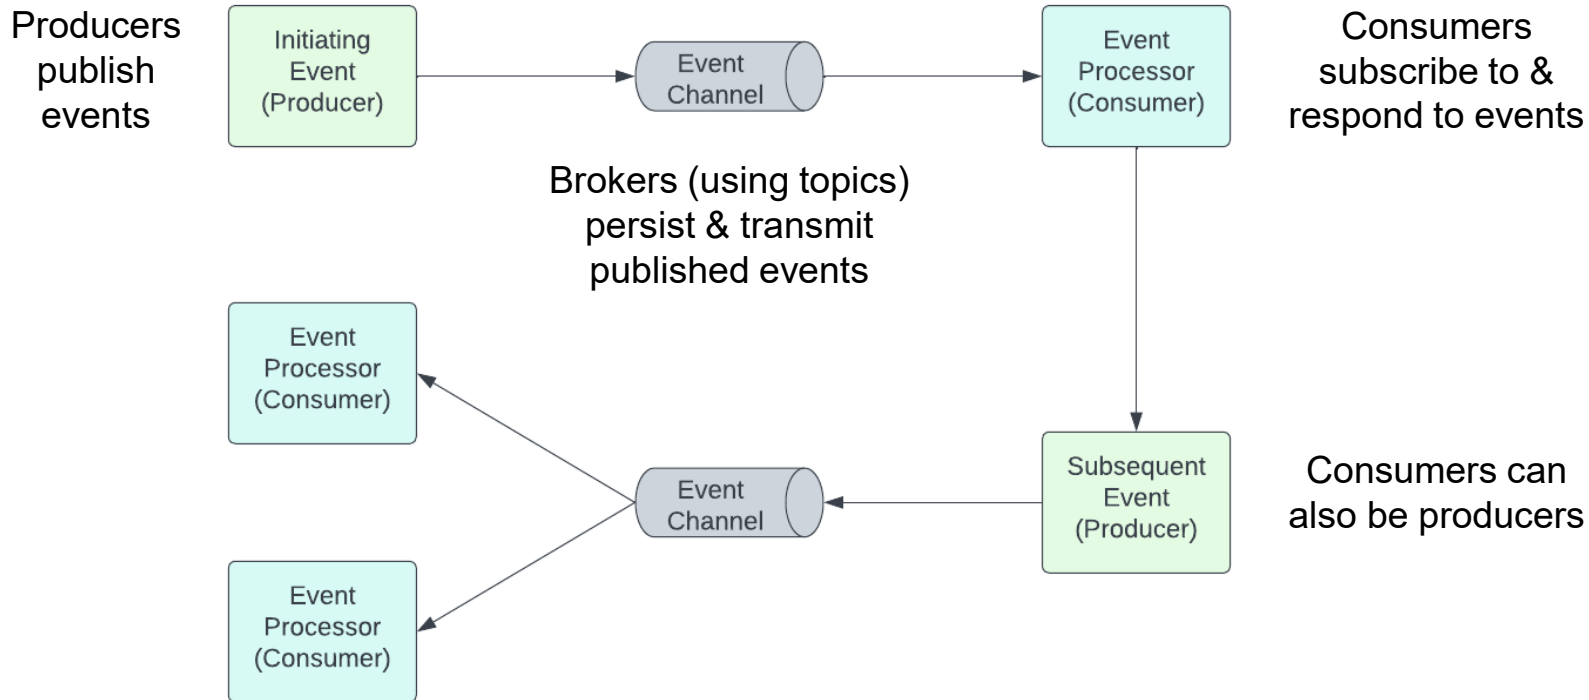 Producers
publish
events
Initiating
Event
(Producer)
Event
Channel
Event
Processor
(Consumer)
Consumers
subscribe to &
respond to events
Brokers (using topics)
persist & transmit
published events
Event
Processor
(Consumer)
Event
Channel
Subsequent
Event
(Producer)
Consumers can
also be producers
Event
Processor
(Consumer)